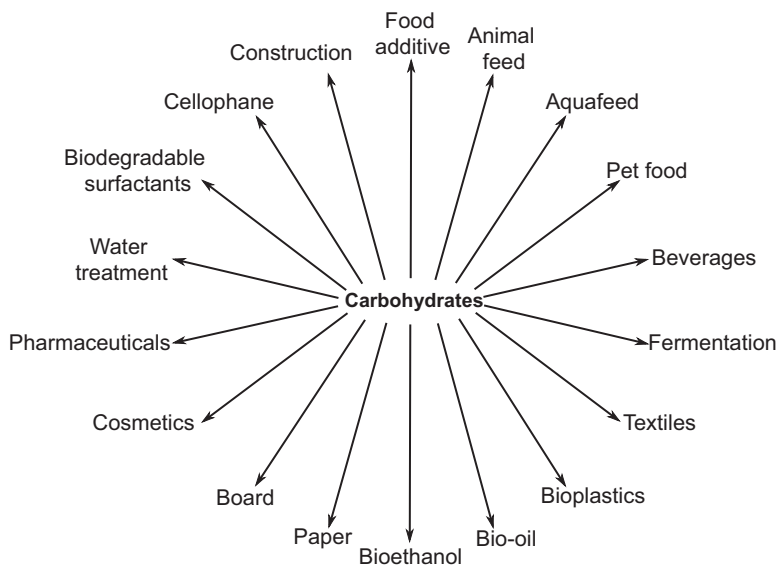 Food
additive
Animal
feed
Construction
Cellophane
Aquafeed
Biodegradable
surfactants
Pet food
Water
treatment
Beverages
Carbohydrates
Pharmaceuticals
Fermentation
Cosmetics
Textiles
Board
Bioplastics
Paper
Bio-oil
Bioethanol